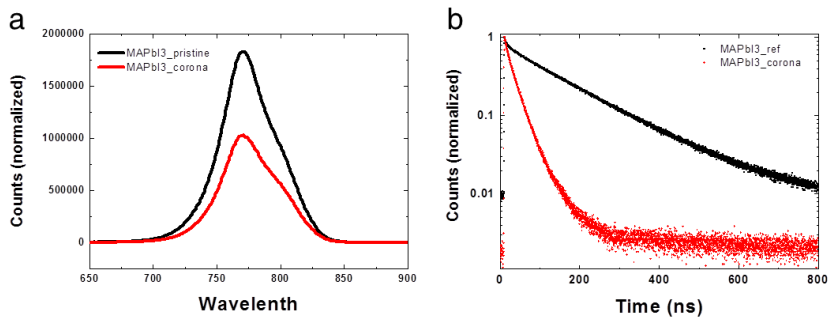 a
2000000
1500000
1000000
500000
0
Counts (normalized)
MAPbI3_pristine
MAPbI3_corona
650 700 750 800 850 900
Wavelenth
b
1
0.1
0.01
Counts (normalized)
MAPbI3_ref
MAPbI3_corona
0 200 400 600 800
Time (ns)